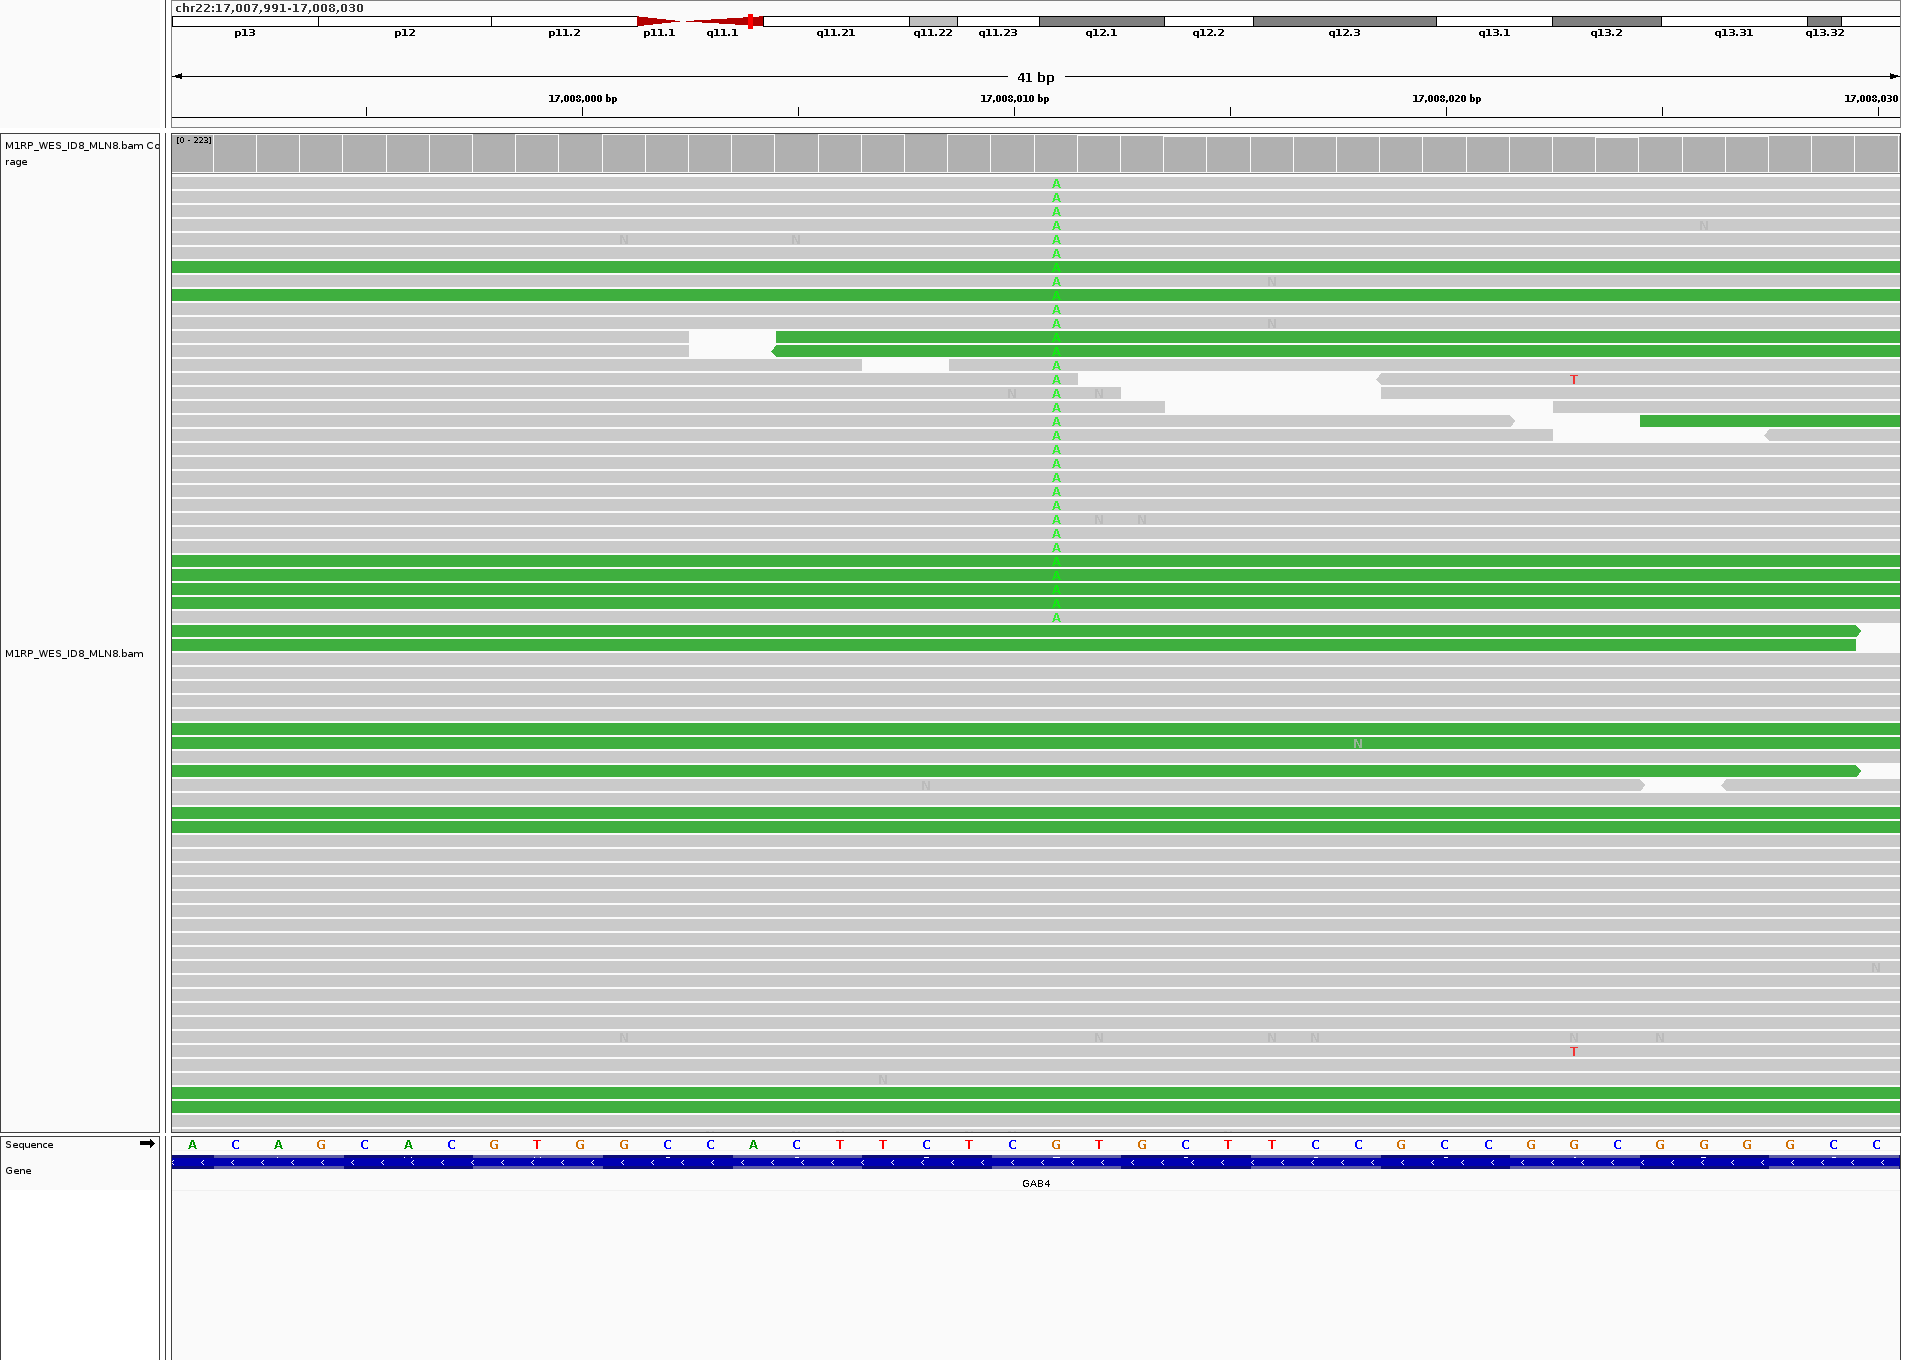 chr22:17,007,991-17,008,030
p13 p12 p11.2 p11.1 q11.1 q11.21 q11.22 q11.23 q12.1 q12.2 q12.3 q13.1 q13.2 q13.31 q13.32
41 bp
17,008,000 bp 17,008,010 bp 17,008,020 bp 17,008,030
M1RP_WES_ID8_MLN8.bam Co
rage
[0 - 223]
A
A
A
A N
N N A
A
A
A N
A
A
A N
A
A
A
A T
N A N
A
A
A
A
A
A
A
A
A N N
A
A
A
A
A
A
A
M1RP_WES_ID8_MLN8.bam
N
N
N
N N N N N N
T
N
Sequence A C A G C A C G T G G C C A C T T C T C G T G C T T C C G C C G G C G G G G C C
Gene
GAB4